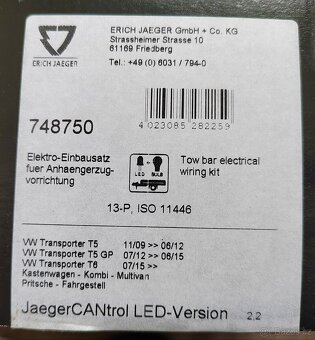 ERICH JAEGER GmbH + Co. KG
Strassheimer Strasse 10
61169 Friedberg
ERICH JAEGER
Tel.: +49 (0) 6031 / 794-0
748750
4 023085 282259
Elektro-Einbausatz
fuer Anhaengerzug-
vorrichtung
LED BULB
Tow bar electrical
wiring kit
13-P, ISO 11446
VW Transporter T5 11/09 >> 06/12
VW Transporter T5 GP 07/12 >> 06/15
VW Transporter T6 07/15 >>
Kastenwagen - Kombi - Multivan
Pritsche - Fahrgestell
JaegerCANtrol LED-Version 2.2